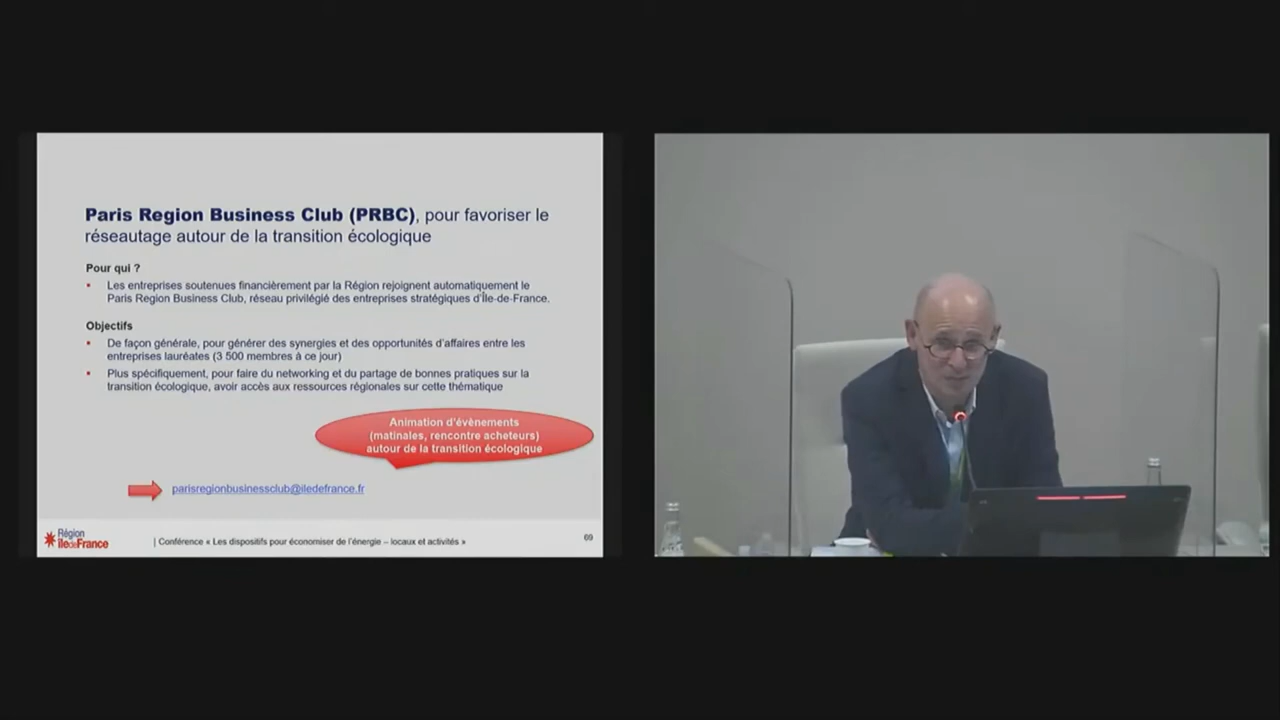 Paris Region Business Club (PRBC), pour favoriser le
réseautage autour de la transition écologique
Pour qui ?
Les entreprises soutenues financièrement par la Région rejoignent automatiquement le
Paris Region Business Club, réseau privilégié des entreprises stratégiques d'Île-de-France.
Objectifs
De façon générale, pour générer des synergies et des opportunités d'affaires entre les
entreprises lauréates (3 500 membres à ce jour)
Plus spécifiquement, pour faire du networking et du partage de bonnes pratiques sur la
transition écologique, avoir accès aux ressources régionales sur cette thématique
Animation d'évènements
(matinales, rencontre acheteurs)
autour de la transition écologique
parisregionbusinessclub@iledefrance.fr
Région
îledeFrance
| Conférence « Les dispositifs pour économiser de l'énergie – locaux et activités »
69